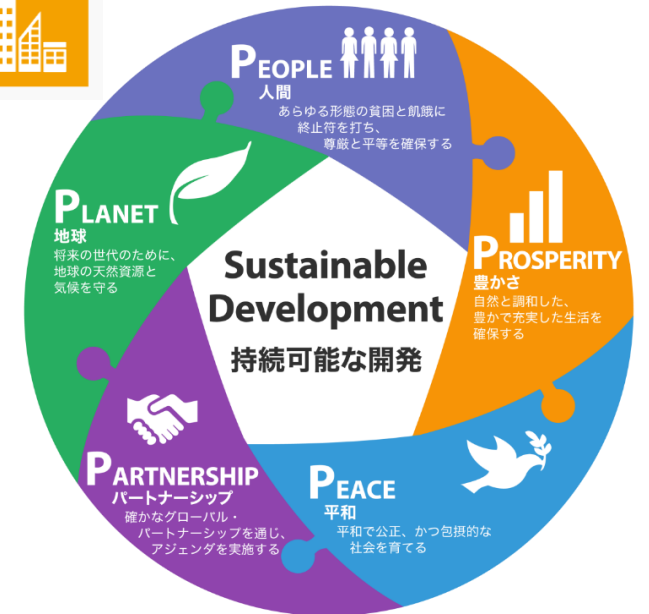 PEOPLE
人間
あらゆる形態の貧困と飢餓に
終止符を打ち、
尊厳と平等を確保する
PROSPERITY
豊かさ
自然と調和した、
豊かで充実した生活を
確保する
PEACE
平和
平和で公正、かつ包摂的な
社会を育てる
PARTNERSHIP
パートナーシップ
確かなグローバル・
パートナーシップを通じ、
アジェンダを実施する
PLANET
地球
将来の世代のために、
地球の天然資源と
気候を守る
Sustainable
Development
持続可能な開発